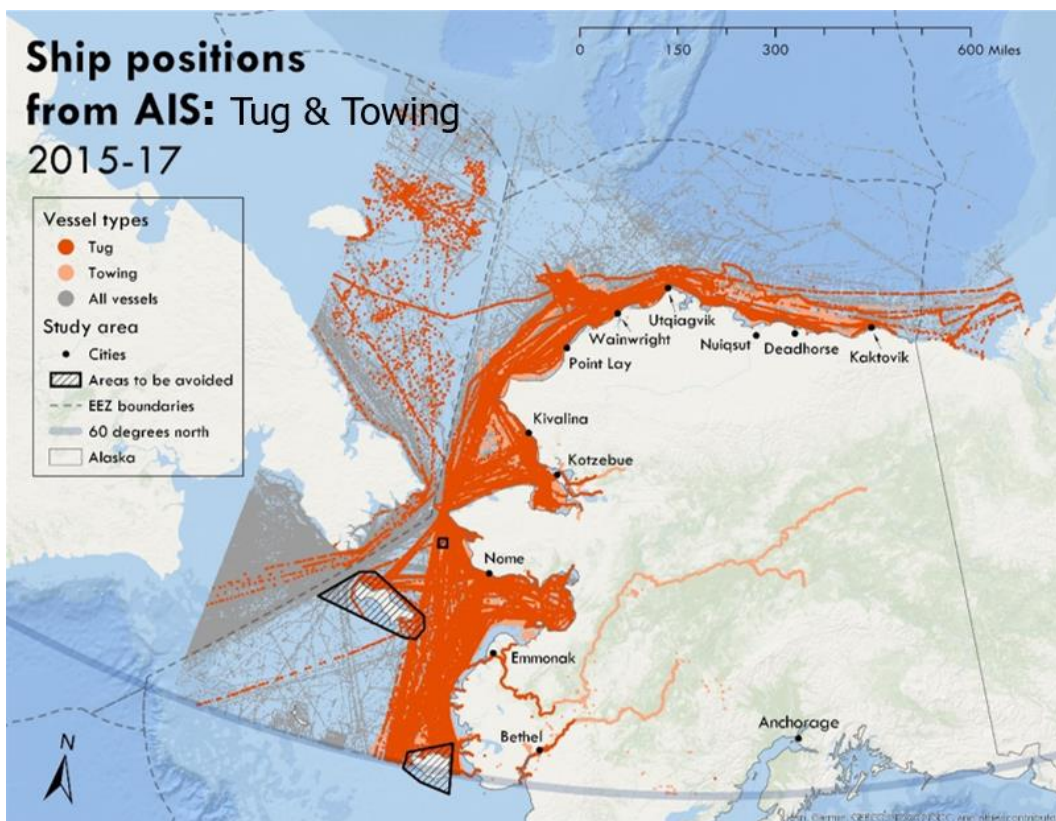 Ship positions
from AIS: Tug & Towing
2015-17
0 150 300 600 Miles
Vessel types
Tug
Towing
All vessels
Study area
Cities
Areas to be avoided
EEZ boundaries
60 degrees north
Alaska
Utqiagvik
Wainwright
Nuiqsut
Deadhorse
Point Lay
Kaktovik
Kivalina
Kotzebue
Nome
Emmonak
Anchorage
Bethel
N